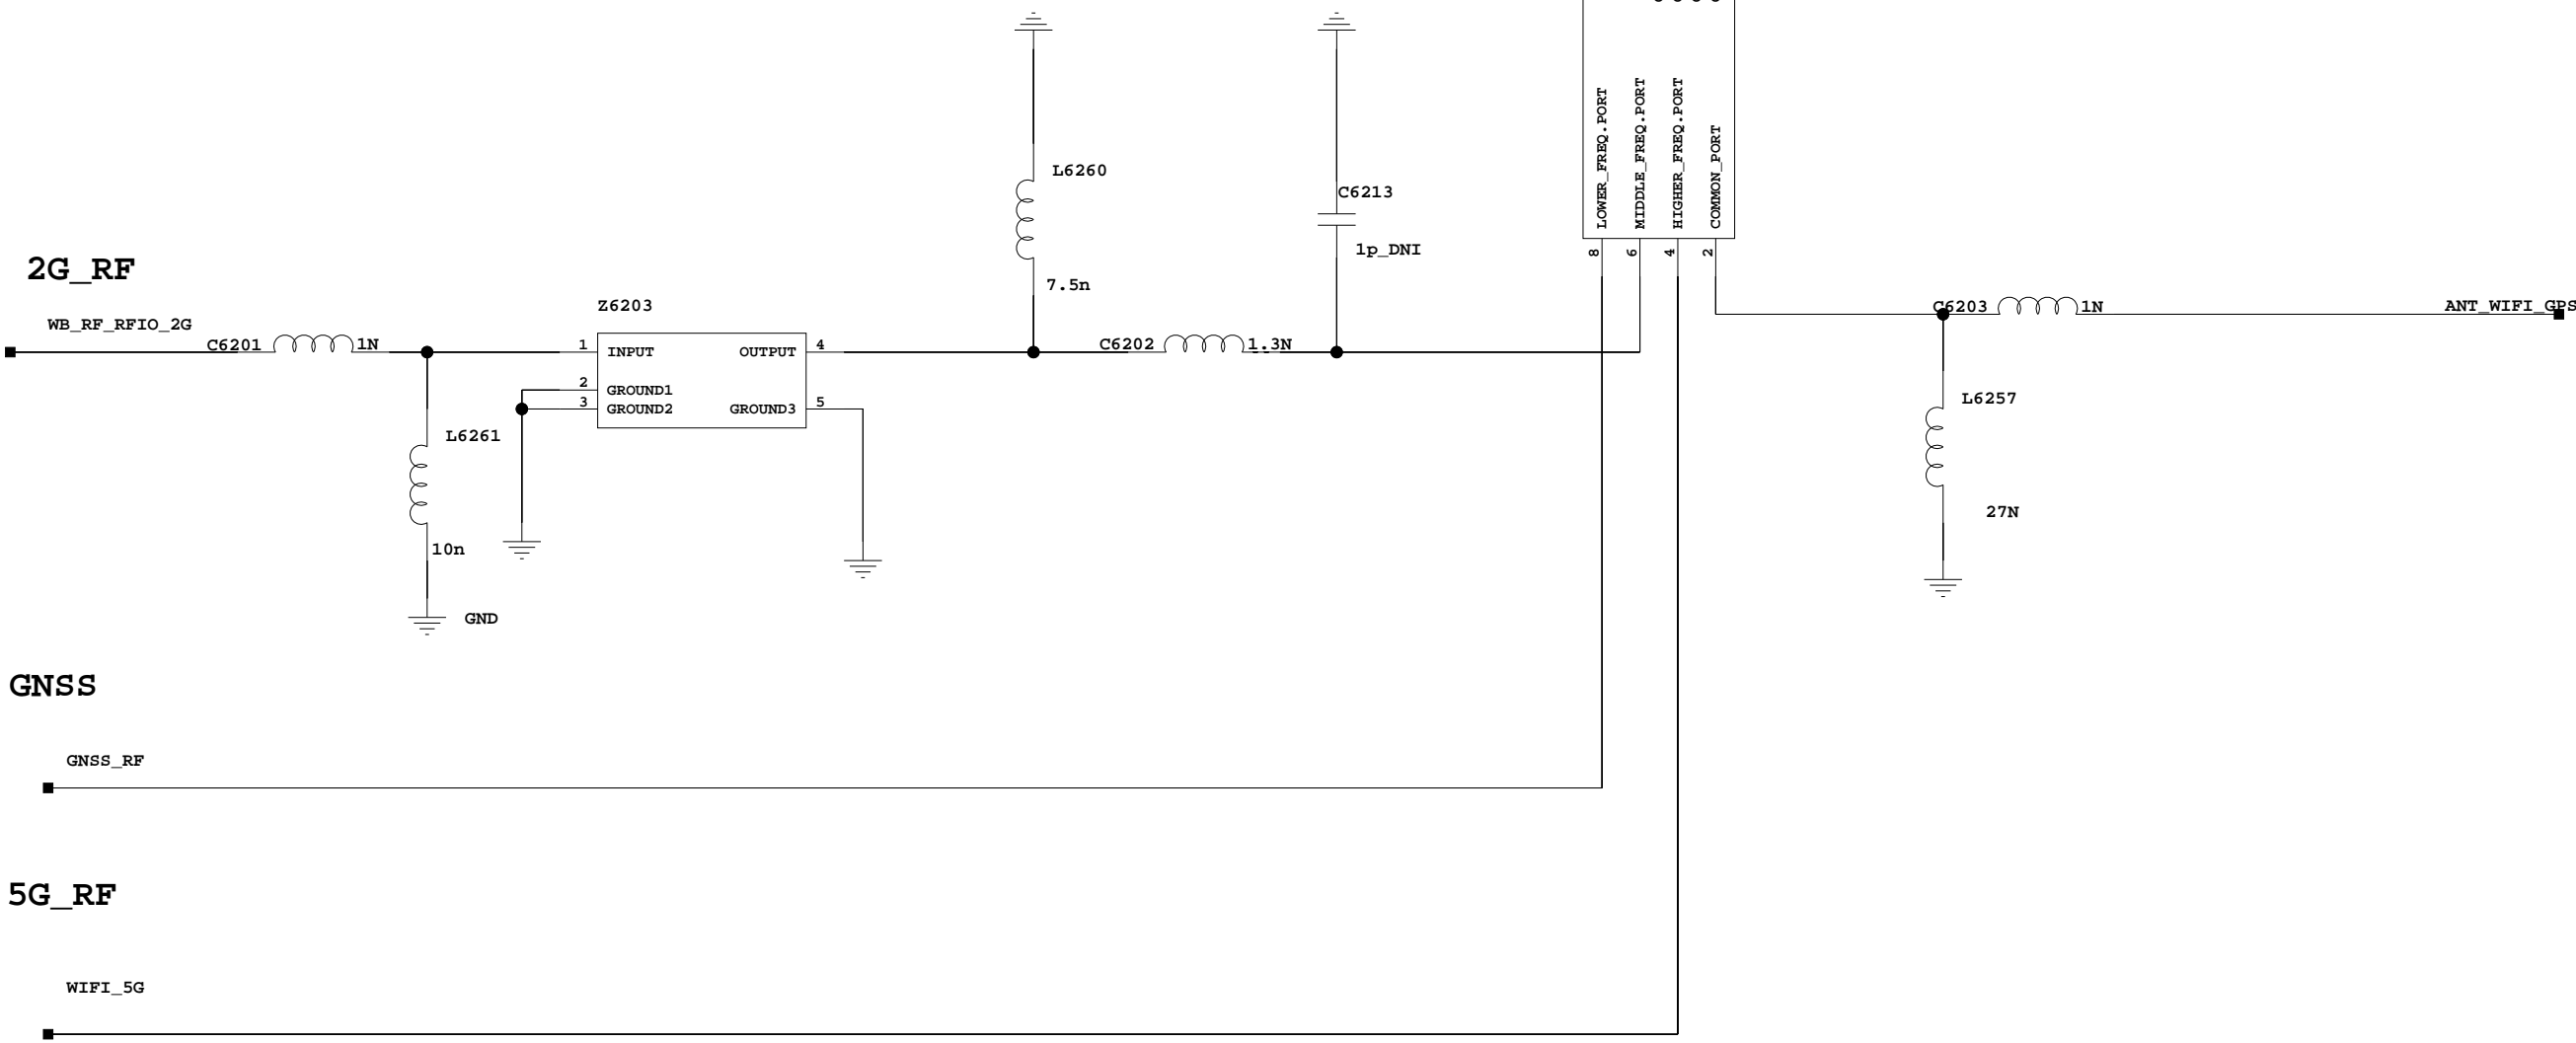 LOWER_FREQ.PORT
MIDDLE_FREQ.PORT
HIGHER_FREQ.PORT
COMMON_PORT
8
6
4
2
L6260
7.5n
C6213
1p_DNI
2G_RF
WB_RF_RFIO_2G
C6201
1N
Z6203
1
INPUT
OUTPUT
4
2
GROUND1
3
GROUND2
GROUND3
5
C6202
1.3N
C6203
1N
ANT_WIFI_GPS
L6261
10n
GND
L6257
27N
GNSS
GNSS_RF
5G_RF
WIFI_5G